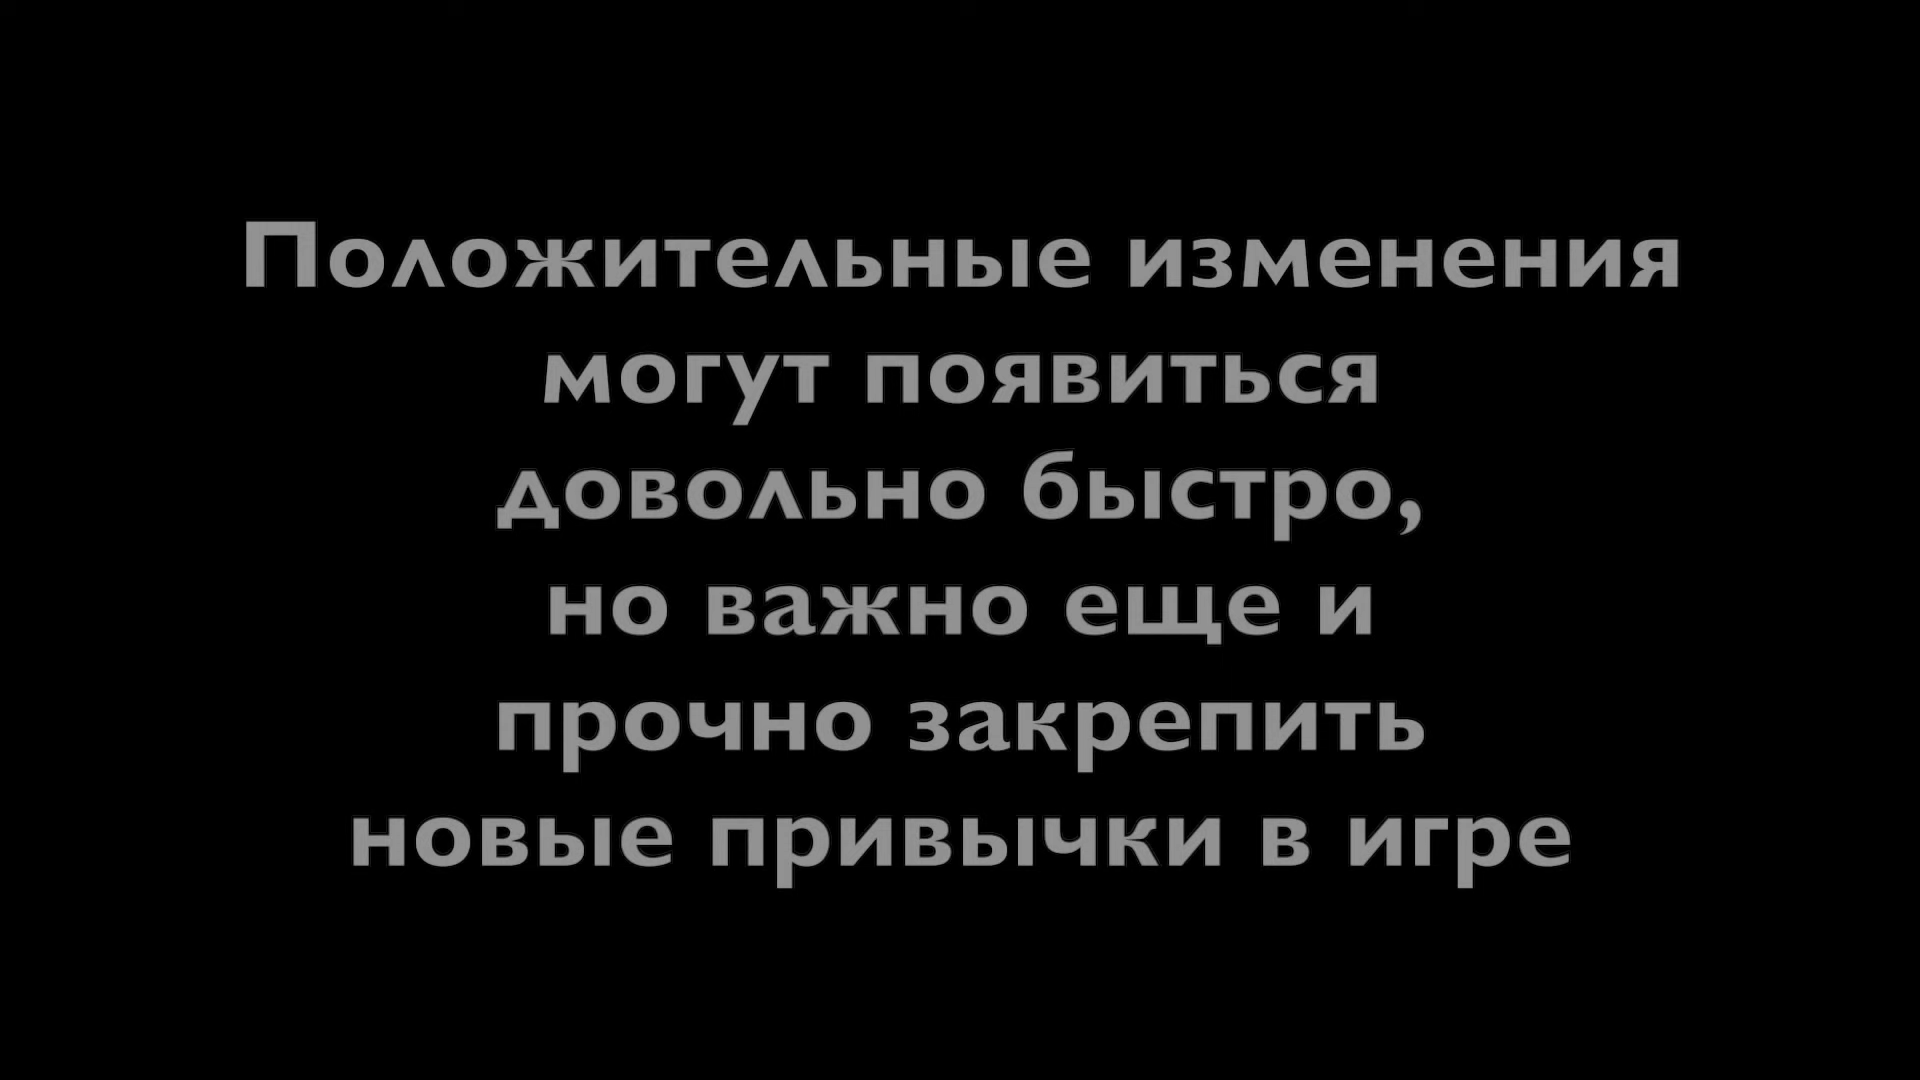 Положительные изменения
могут появиться
довольно быстро,
но важно еще и
прочно закрепить
новые привычки в игре